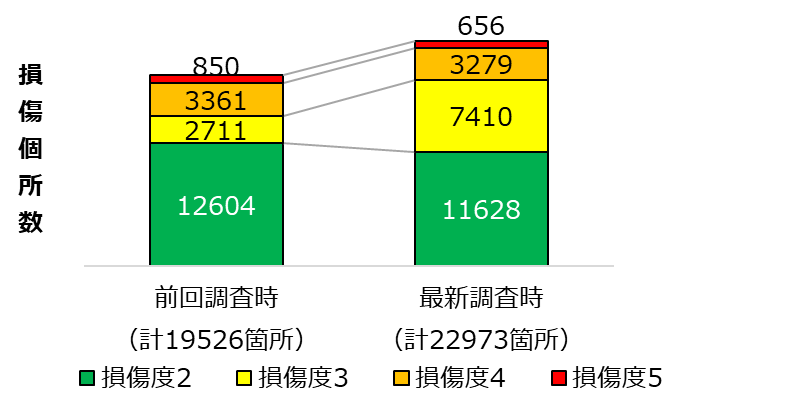 損傷個所数
850
3361
2711
12604
656
3279
7410
11628
前回調査時
（計19526箇所）
最新調査時
（計22973箇所）
損傷度2
損傷度3
損傷度4
損傷度5